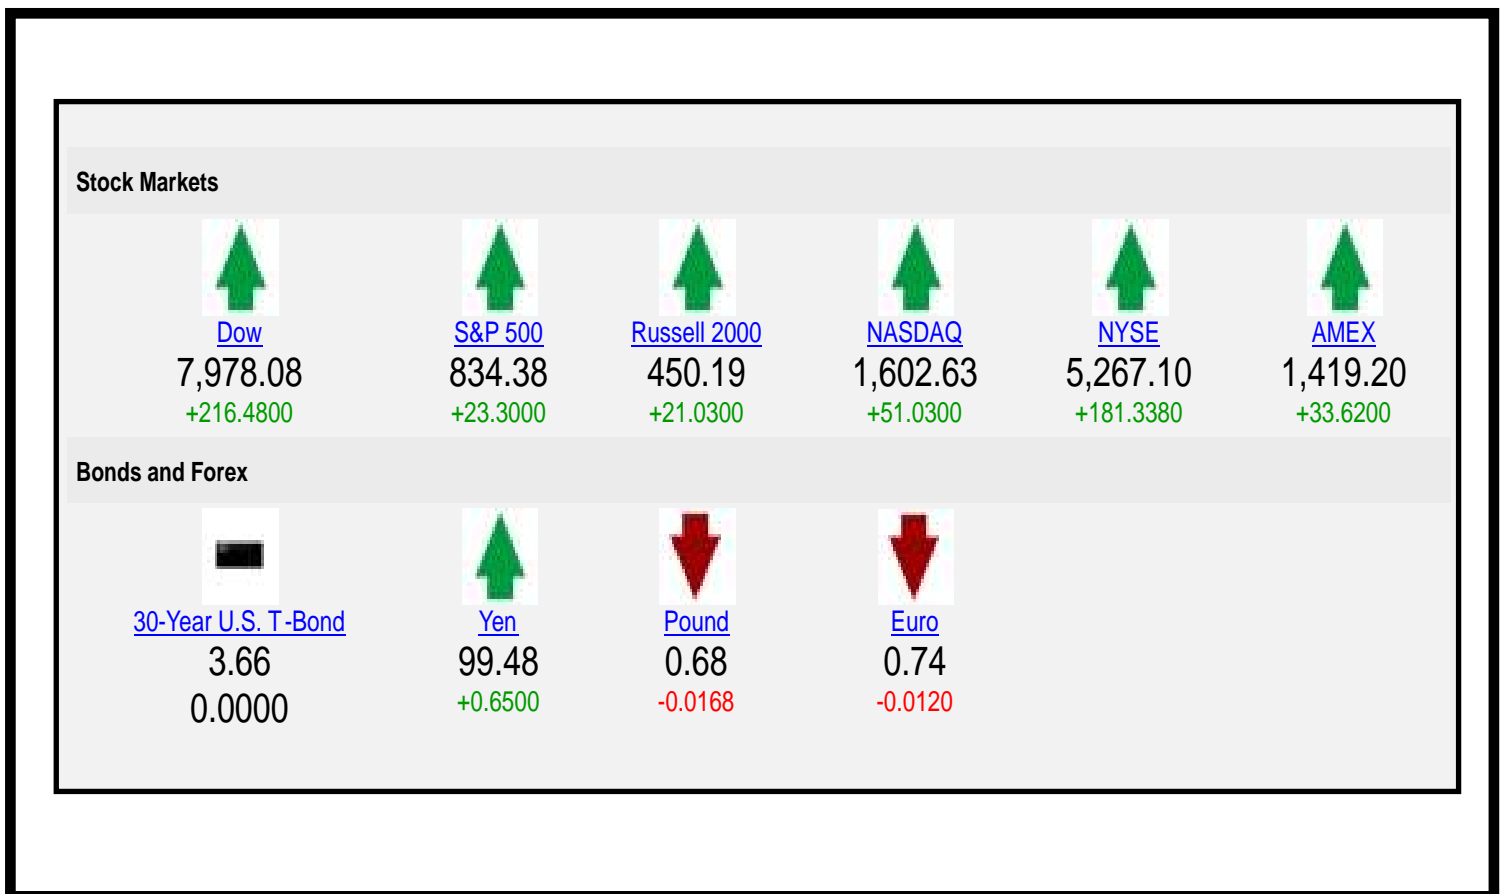 Stock Markets
Dow S&P 500 Russell 2000 NASDAQ NYSE AMEX
7,978.08 834.38 450.19 1,602.63 5,267.10 1,419.20
+216.4800 +23.3000 +21.0300 +51.0300 +181.3380 +33.6200
Bonds and Forex
30-Year U.S. T-Bond Yen Pound Euro
3.66 99.48 0.68 0.74
0.0000 +0.6500 -0.0168 -0.0120